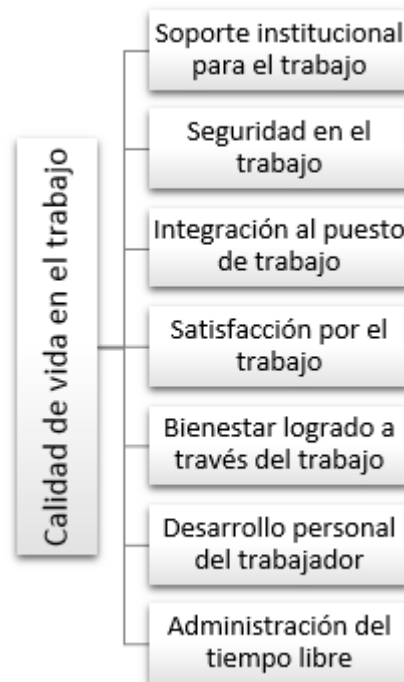 Calidad de vida en el trabajo
Soporte institucional
para el trabajo
Seguridad en el
trabajo
Integración al puesto
de trabajo
Satisfacción por el
trabajo
Bienestar logrado a
través del trabajo
Desarrollo personal
del trabajador
Administración del
tiempo libre